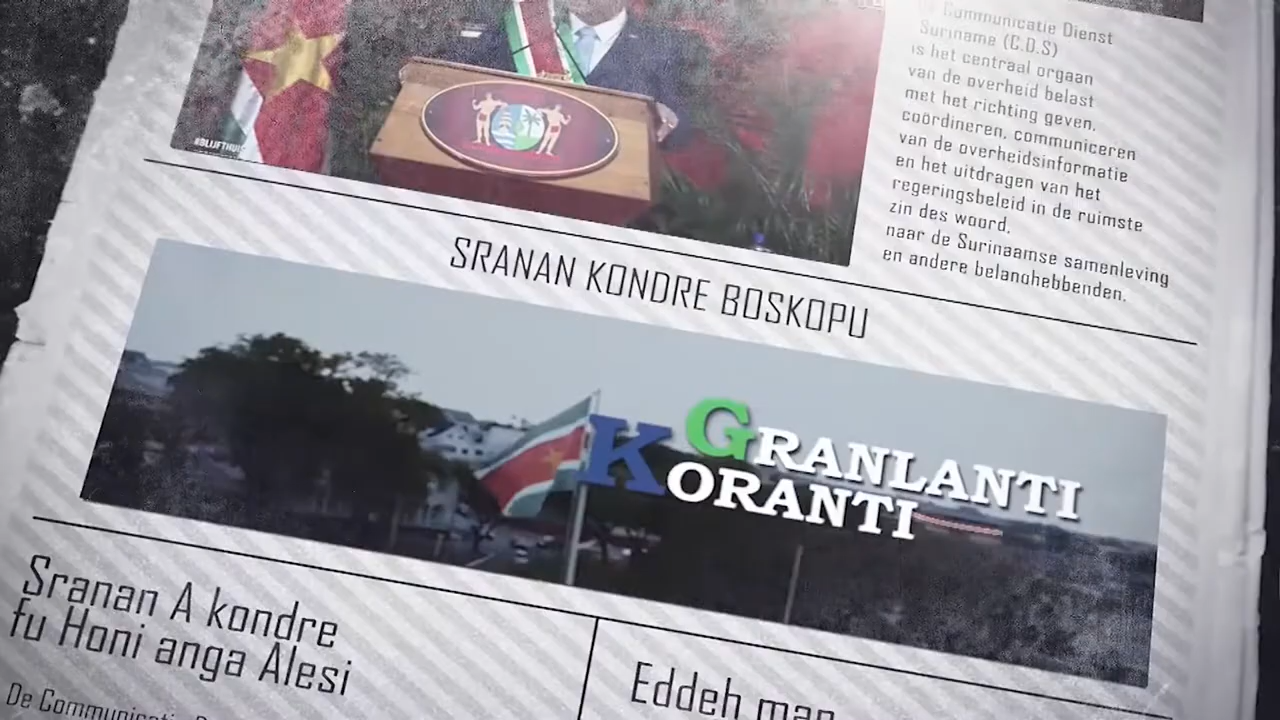 #BLIJFTHUIS
Communicatie Dienst
Suriname (C.D.S)
is het centraal orgaan
van de overheid belast
met het richting geven,
coördineren, communiceren
van de overheidsinformatie
en het uitdragen van het
regeringsbeleid in de ruimste
zin des woord,
naar de Surinaamse samenleving
en andere belanghebbenden.
SRANAN KONDRE BOSKOPU
GRANLANTI
KORANTI
Sranan A kondre
fu Honi anga Alesi
De
Eddeh man